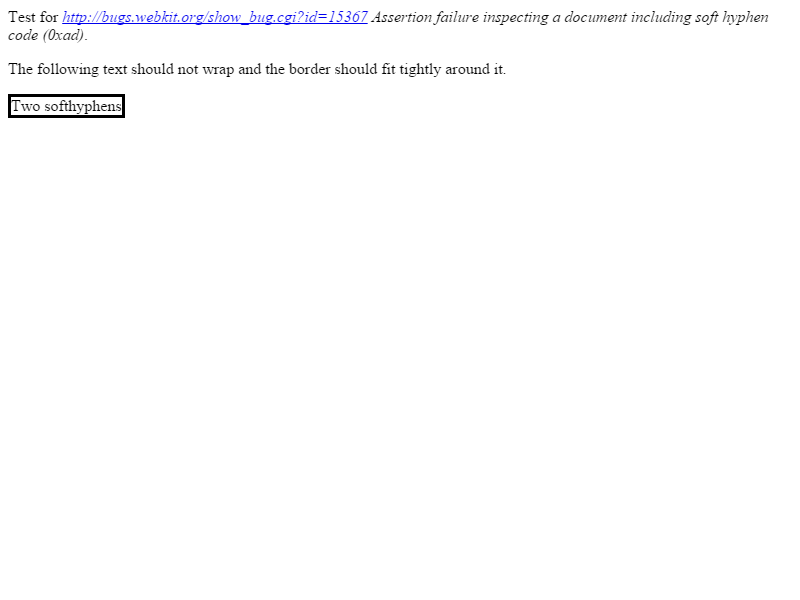 Test for http://bugs.webkit.org/show_bug.cgi?id=15367 Assertion failure inspecting a document including soft hyphen
code (0xad).
The following text should not wrap and the border should fit tightly around it.
Two softhyphens